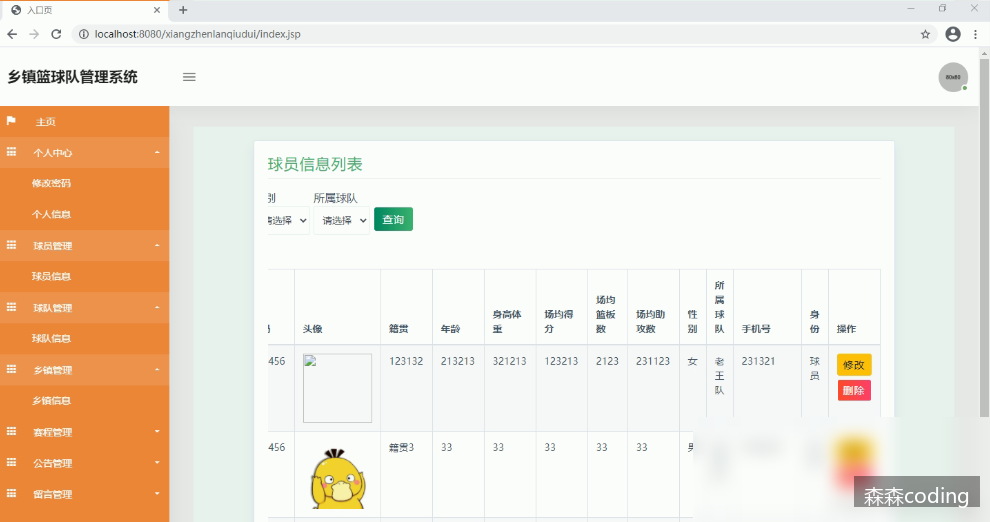 入口页
localhost:8080/xiangzhenlanqiudui/index.jsp
乡镇篮球队管理系统
80x80
主页
个人中心
修改密码
个人信息
球员管理
球员信息
球队管理
球队信息
乡镇管理
乡镇信息
赛程管理
公告管理
留言管理
球员信息列表
别 所属球队
请选择 请选择 查询
头像 籍贯 年龄 身高体重 场均得分 场均篮板数 场均助攻数 性别 所属球队 手机号 身份 操作
456 123132 213213 321213 123213 2123 231123 女 老王队 231321 球员 修改
删除
456 籍贯3 33 33 33 33 33 男
森森coding